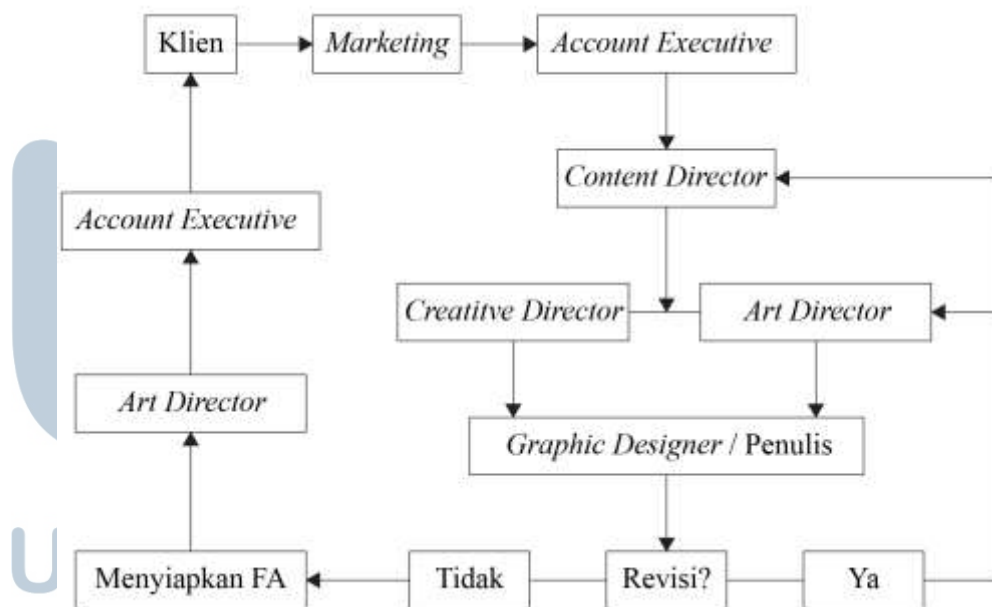 Klien
Marketing
Account Executive
Content Director
Account Executive
Creatitve Director
Art Director
Art Director
Graphic Designer / Penulis
Menyiapkan FA
Tidak
Revisi?
Ya